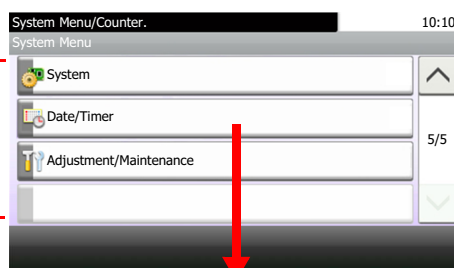 System Menu/Counter.
10:10
System Menu
System
Date/Timer
5/5
Adjustment/Maintenance